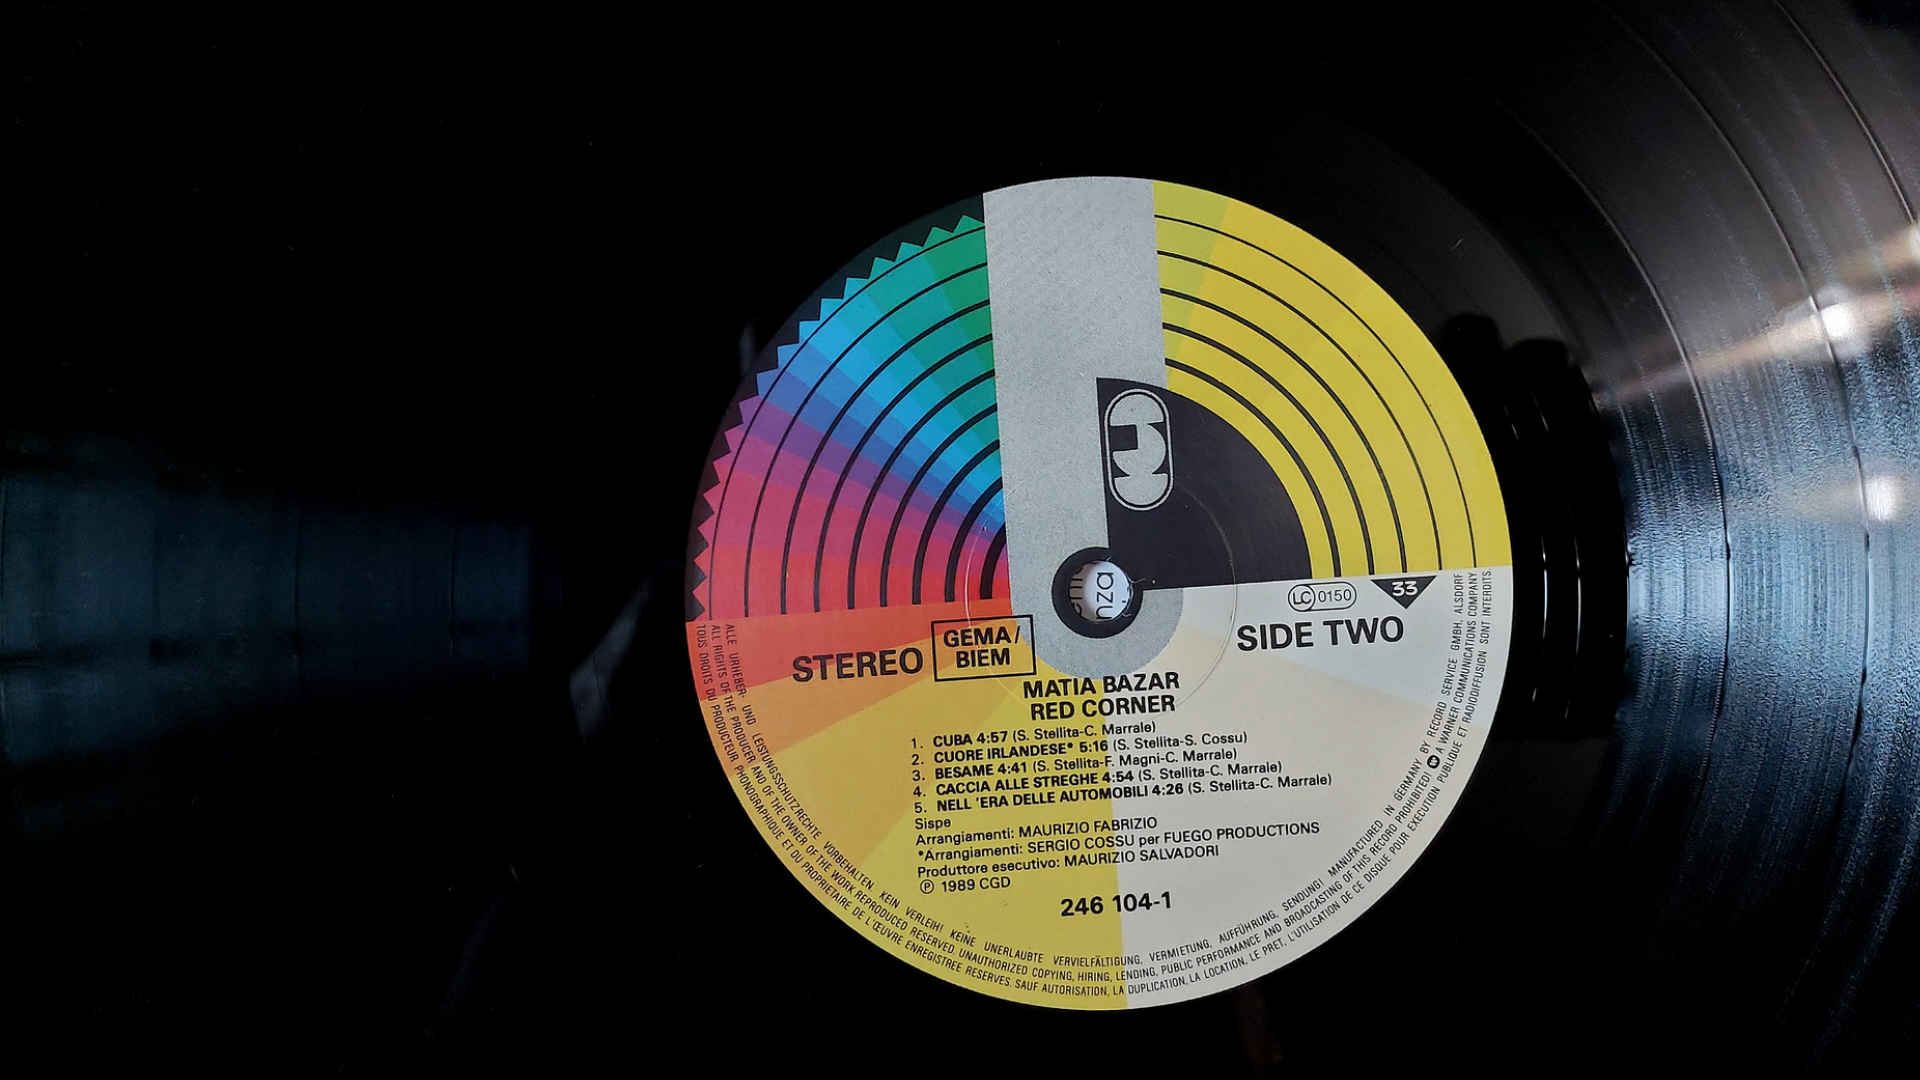 LC 0150
33
STEREO
GEMA/
BIEM
SIDE TWO
MATIA BAZAR
RED CORNER
1. CUBA 4:57 (S. Stellita-C. Marrale)
2. CUORE IRLANDESE* 5:16 (S. Stellita-S. Cossu)
3. BESAME 4:41 (S. Stellita-F. Magni-C. Marrale)
4. CACCIA ALLE STREGHE 4:54 (S. Stellita-C. Marrale)
5. NELL 'ERA DELLE AUTOMOBILI 4:26 (S. Stellita-C. Marrale)
Sispe
Arrangiamenti: MAURIZIO FABRIZIO
*Arrangiamenti: SERGIO COSSU per FUEGO PRODUCTIONS
Produttore esecutivo: MAURIZIO SALVADORI
Ⓟ 1989 CGD
246 104-1
ALLE URHEBER- UND LEISTUNGSSCHUTZRECHTE VORBEHALTEN. KEIN VERLEIH! KEINE UNERLAUBTE VERVIELFÄLTIGUNG, VERMIETUNG, AUFFÜHRUNG, SENDUNG! MANUFACTURED IN GERMANY BY RECORD SERVICE GMBH, ALSDORF
ALL RIGHTS OF THE PRODUCER AND OF THE OWNER OF THE WORK REPRODUCED RESERVED. UNAUTHORIZED COPYING, HIRING, LENDING, PUBLIC PERFORMANCE AND BROADCASTING OF THIS RECORD PROHIBITED! A WARNER COMMUNICATIONS COMPANY
TOUS DROITS DU PRODUCTEUR PHONOGRAPHIQUE ET DU PROPRIETAIRE DE L'ŒUVRE ENREGISTREE RESERVES. SAUF AUTORISATION, LA DUPLICATION, LA LOCATION, LE PRET, L'UTILISATION DE CE DISQUE POUR EXECUTION PUBLIQUE ET RADIODIFFUSION SONT INTERDITS.